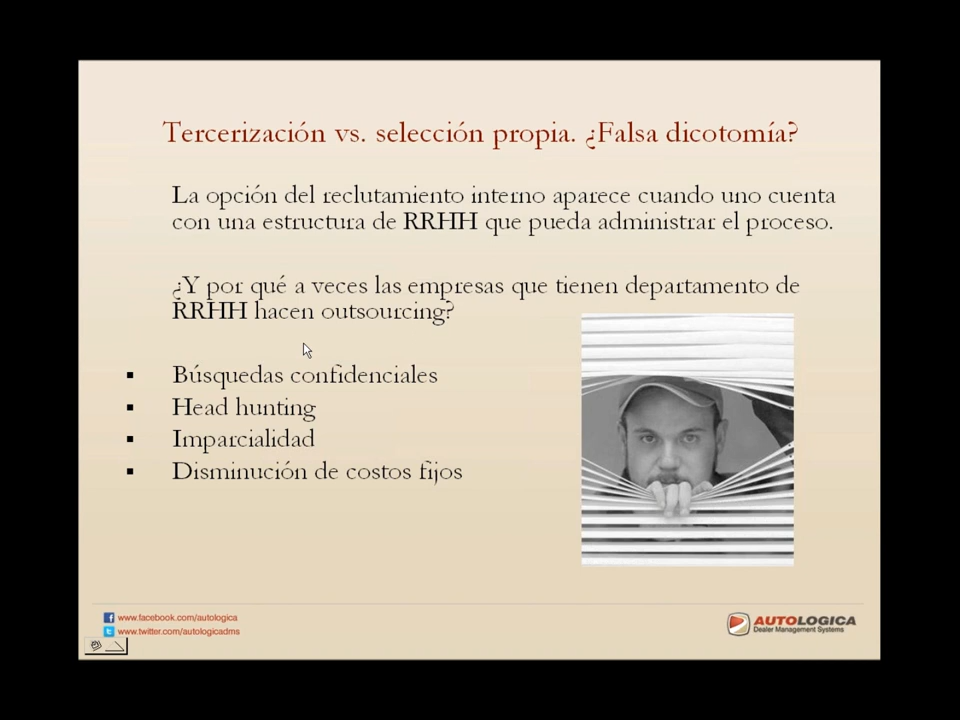 Tercerización vs. selección propia. ¿Falsa dicotomía?
La opción del reclutamiento interno aparece cuando uno cuenta
con una estructura de RRHH que pueda administrar el proceso.
¿Y por qué a veces las empresas que tienen departamento de
RRHH hacen outsourcing?
▪ Búsquedas confidenciales
▪ Head hunting
▪ Imparcialidad
▪ Disminución de costos fijos
www.facebook.com/autologica
www.twitter.com/autologicadms
AUTOLOGICA
Dealer Management Systems